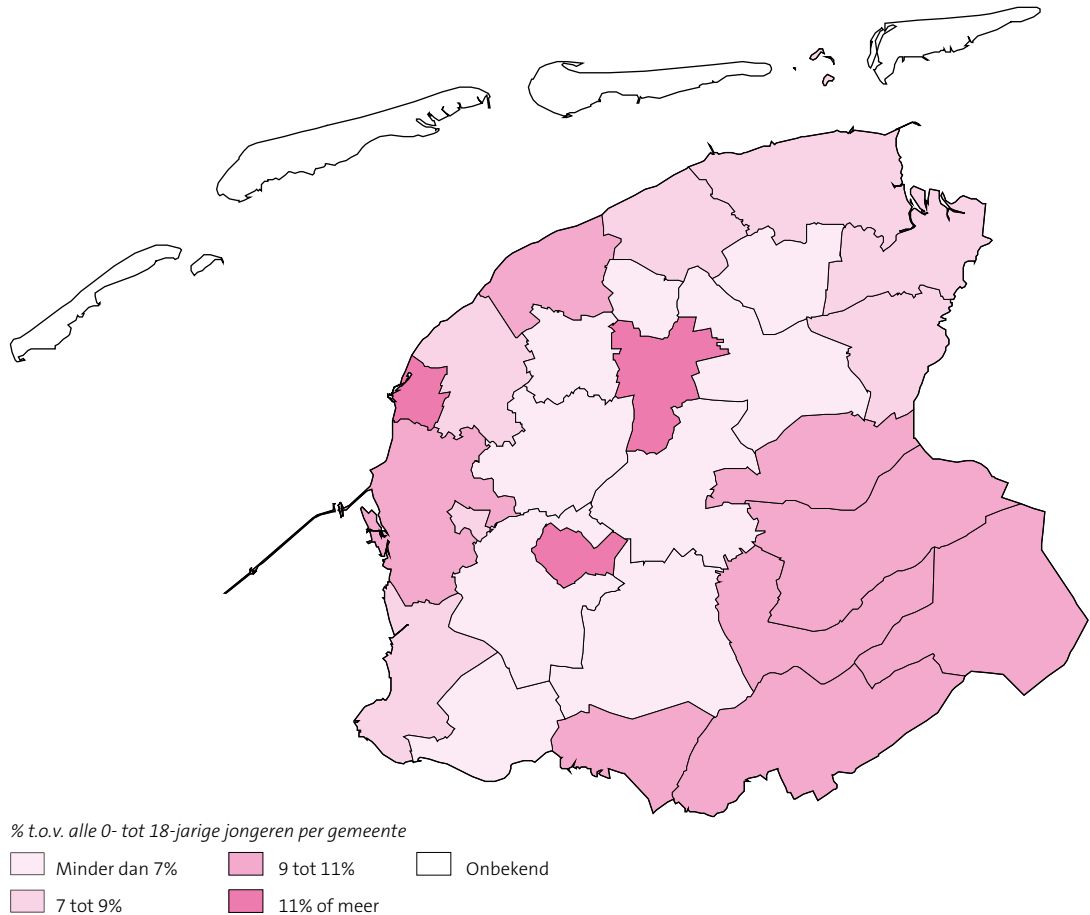 % t.o.v. alle 0- tot 18-jarige jongeren per gemeente
Minder dan 7%
9 tot 11%
Onbekend
7 tot 9%
11% of meer